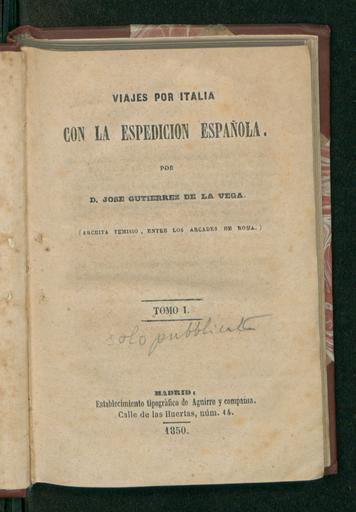 VIAJES POR ITALIA
CON LA ESPEDICION ESPAÑOLA.
POR
D. JOSE GUTIERREZ DE LA VEGA.
(ARCHITA TEMISIO, ENTRE LOS ARCADES DE ROMA.)
TOMO I.
solo pubblicato
MADRID:
Establecimiento tipográfico de Aguirre y compañia.
Calle de las Huertas, núm. 14.
1850.